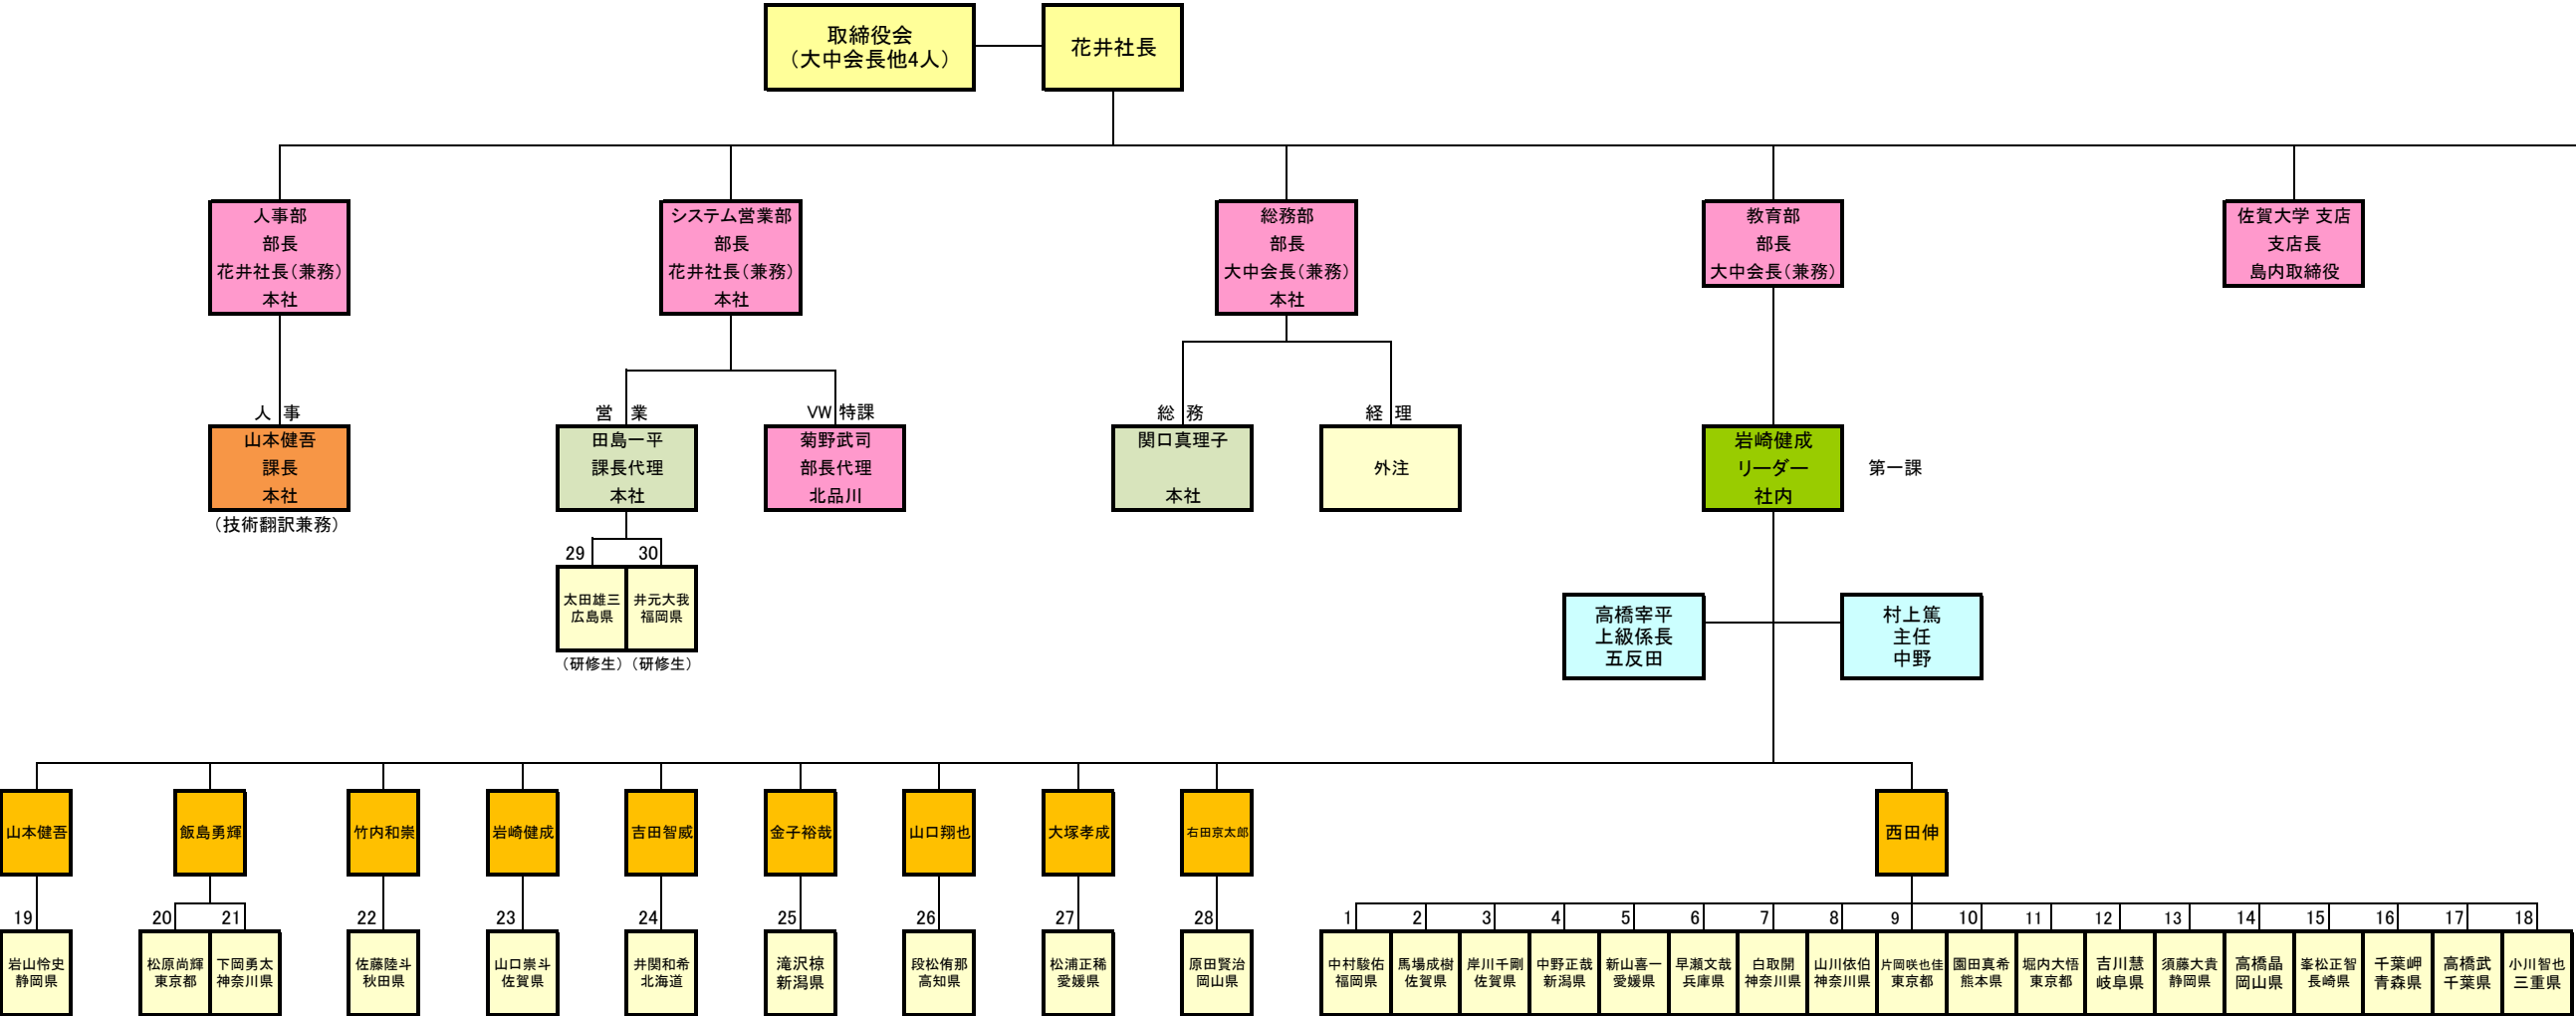 取締役会
（大中会長他4人）
花井社長
人事部
部長
花井社長（兼務）
本社
システム営業部
部長
花井社長（兼務）
本社
総務部
部長
大中会長（兼務）
本社
教育部
部長
大中会長（兼務）
佐賀大学 支店
支店長
島内取締役
人 事
山本健吾
課長
本社
（技術翻訳兼務）
営 業
田島一平
課長代理
本社
VW 特課
菊野武司
部長代理
北品川
総 務
関口真理子
本社
経 理
外注
岩崎健成
リーダー
社内
第一課
29
太田雄三
広島県
（研修生）
30
井元大我
福岡県
（研修生）
高橋宰平
上級係長
五反田
村上篤
主任
中野
山本健吾
飯島勇輝
竹内和崇
岩崎健成
吉田智威
金子裕哉
山口翔也
大塚孝成
右田京太郎
西田伸
19
岩山怜史
静岡県
20
松原尚輝
東京都
21
下岡勇太
神奈川県
22
佐藤陸斗
秋田県
23
山口崇斗
佐賀県
24
井関和希
北海道
25
滝沢椋
新潟県
26
段松侑那
高知県
27
松浦正稀
愛媛県
28
原田賢治
岡山県
1
中村駿佑
福岡県
2
馬場成樹
佐賀県
3
岸川千剛
佐賀県
4
中野正哉
新潟県
5
新山喜一
愛媛県
6
早瀬文哉
兵庫県
7
白取開
神奈川県
8
山川依伯
神奈川県
9
片岡咲也佳
東京都
10
園田真希
熊本県
11
堀内大悟
東京都
12
吉川慧
岐阜県
13
須藤大貴
静岡県
14
高橋晶
岡山県
15
峯松正智
長崎県
16
千葉岬
青森県
17
高橋武
千葉県
18
小川智也
三重県